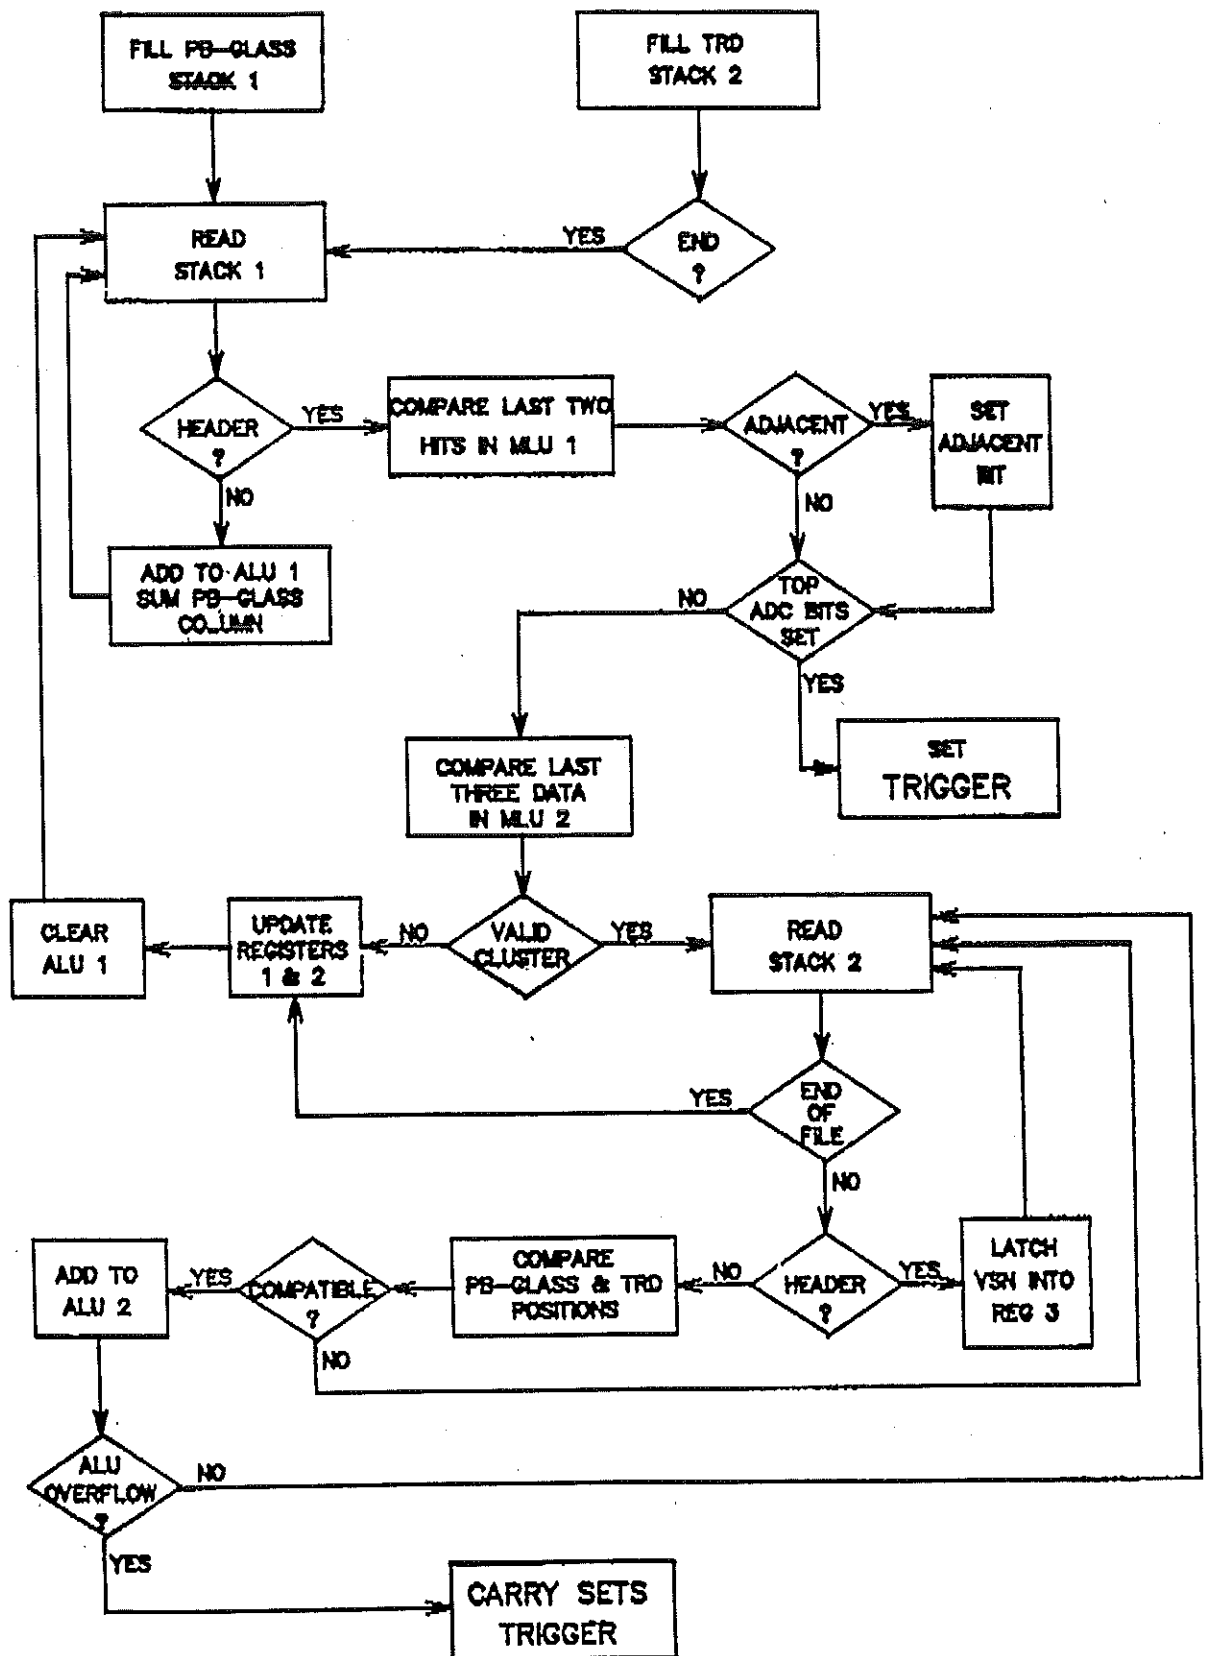 FILL PB-GLASS
STACK 1
FILL TRD
STACK 2
READ
STACK 1
YES
END
?
HEADER
?
YES
COMPARE LAST TWO
HITS IN MLU 1
ADJACENT
?
YES
SET
ADJACENT
BIT
NO
NO
ADD TO ALU 1
SUM PB-GLASS
COLUMN
NO
TOP
ADC BITS
SET
YES
SET
TRIGGER
COMPARE LAST
THREE DATA
IN MLU 2
CLEAR
ALU 1
UPDATE
REGISTERS
1 & 2
NO
VALID
CLUSTER
YES
READ
STACK 2
YES
END
OF
FILE
NO
ADD TO
ALU 2
YES
COMPATIBLE
?
COMPARE
PB-GLASS & TRD
POSITIONS
NO
HEADER
?
YES
LATCH
VSN INTO
REG 3
NO
ALU
OVERFLOW
?
NO
YES
CARRY SETS
TRIGGER